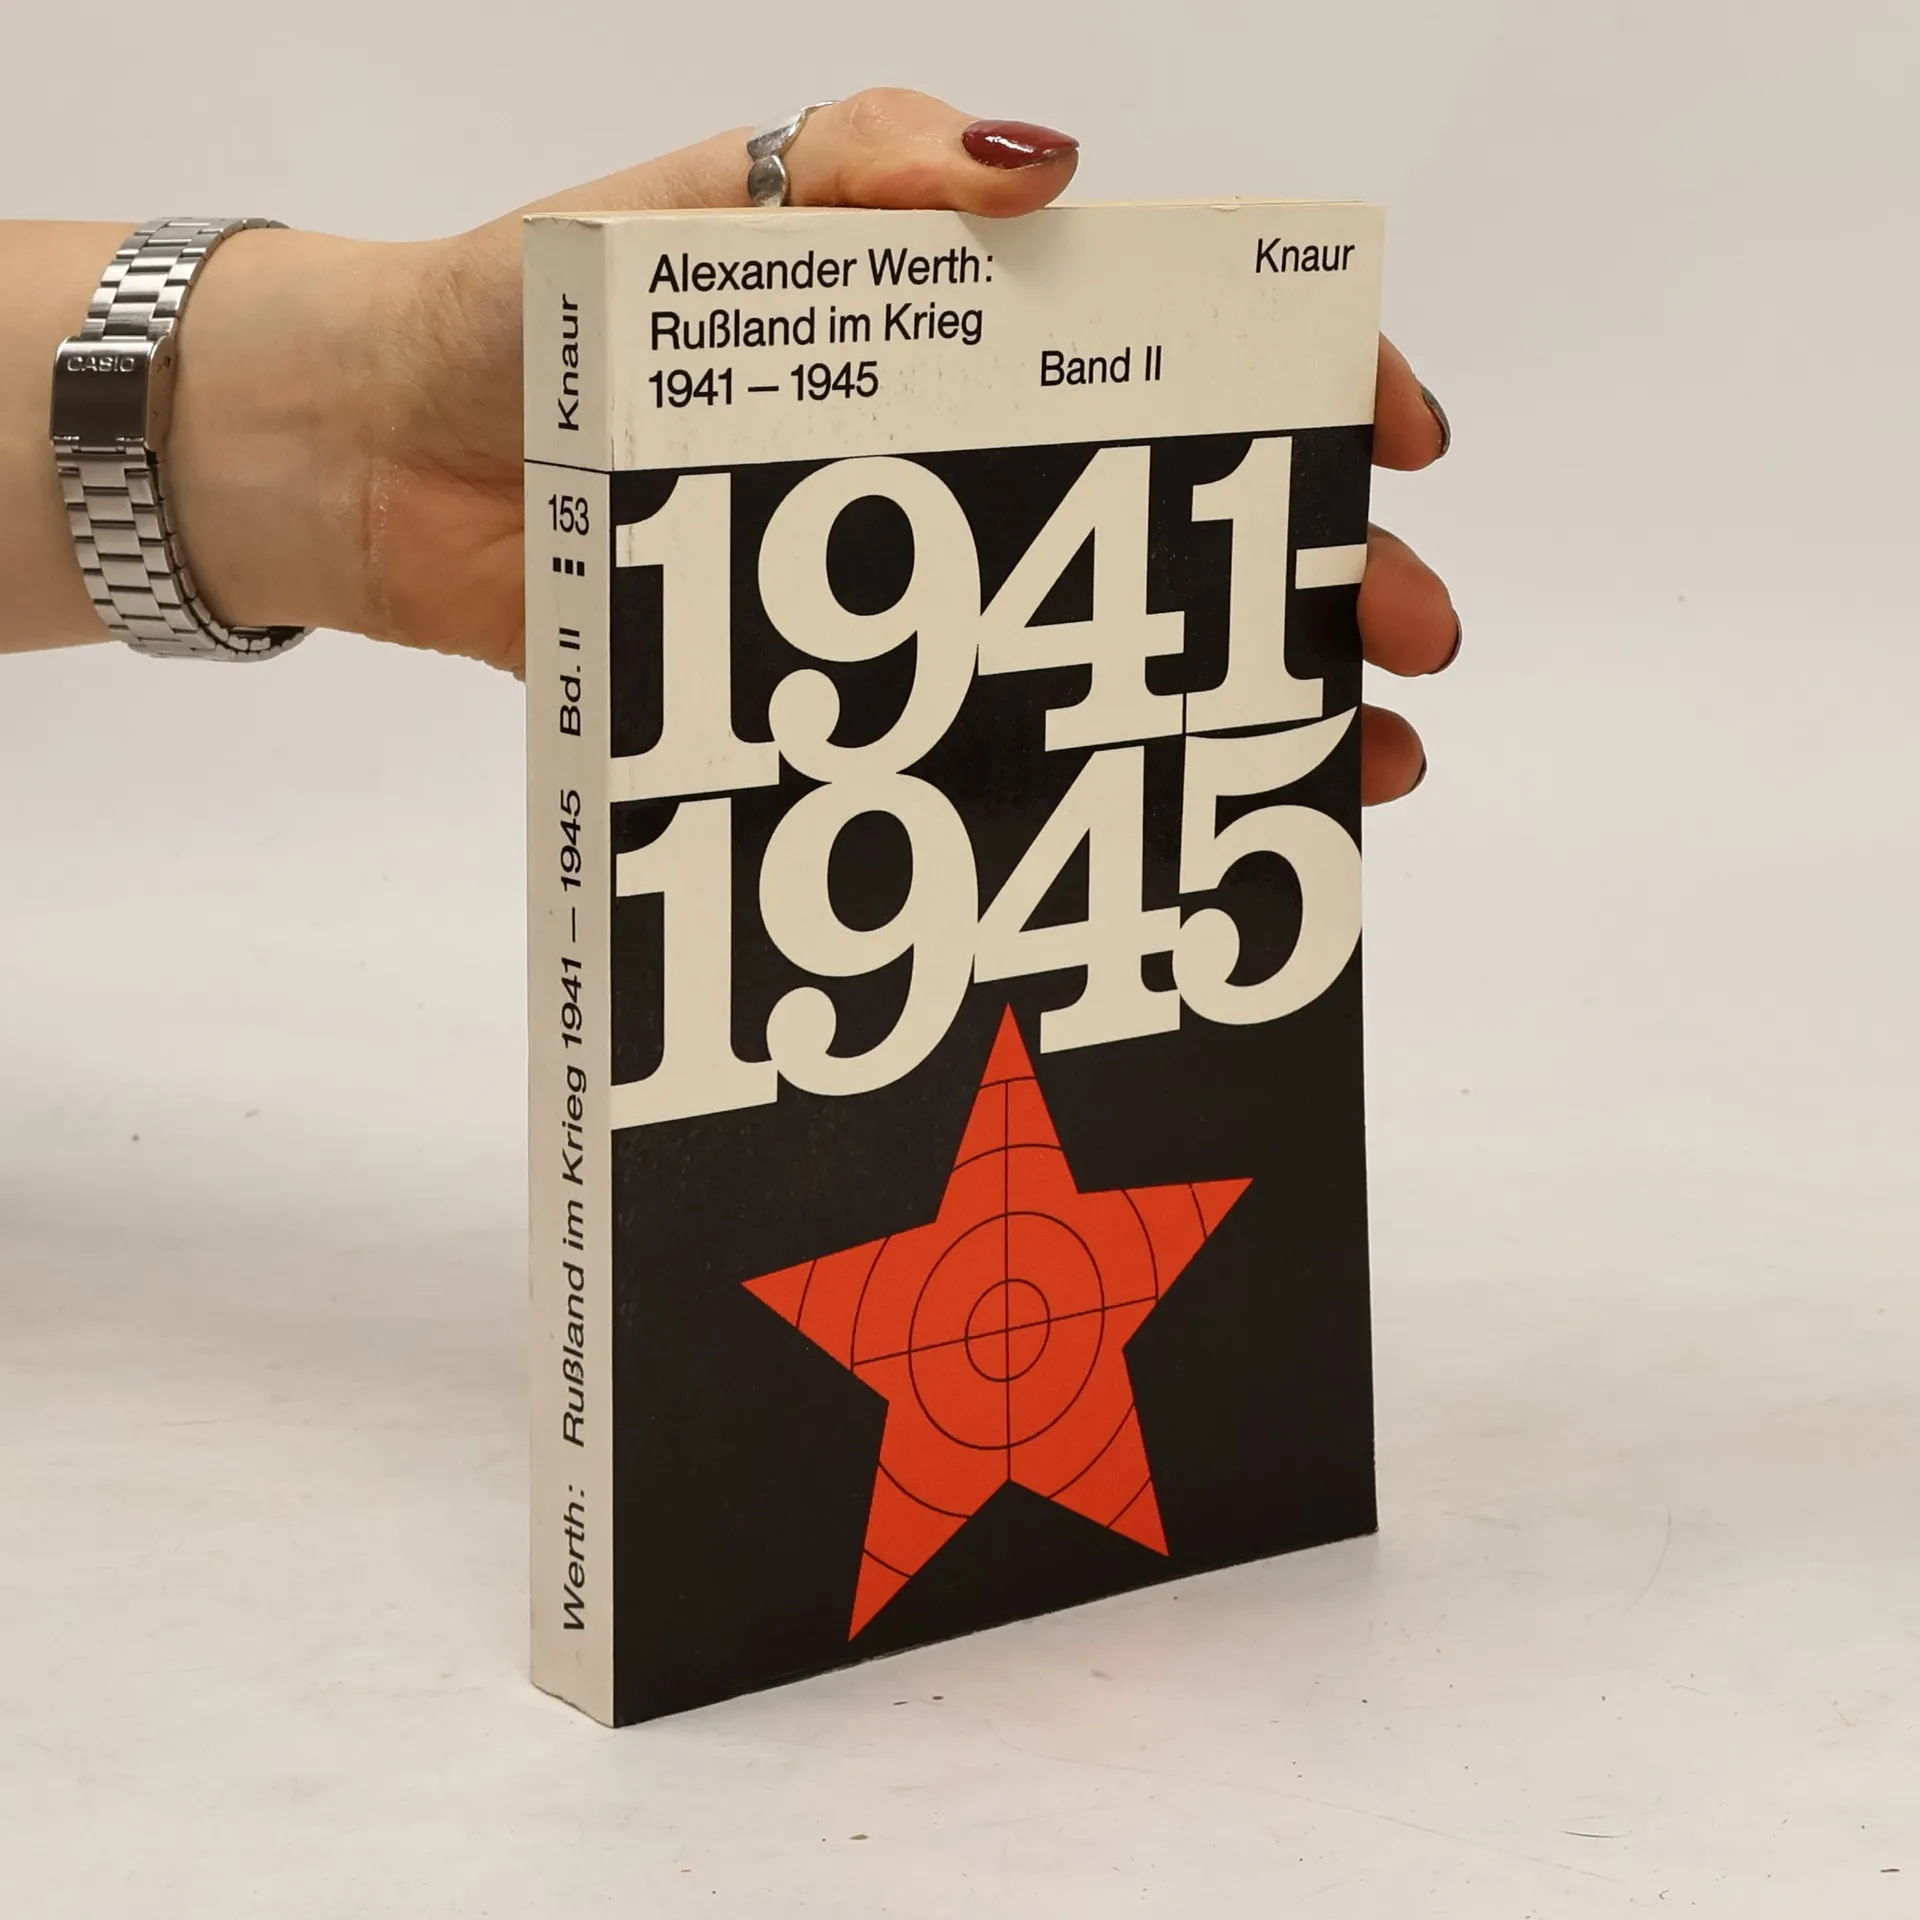 Alexander Werth:
Rußland im Krieg
1941 – 1945
Band II
Knaur
1941-
1945
Werth: Rußland im Krieg 1941 – 1945 Bd. II
153
Knaur
CASIO